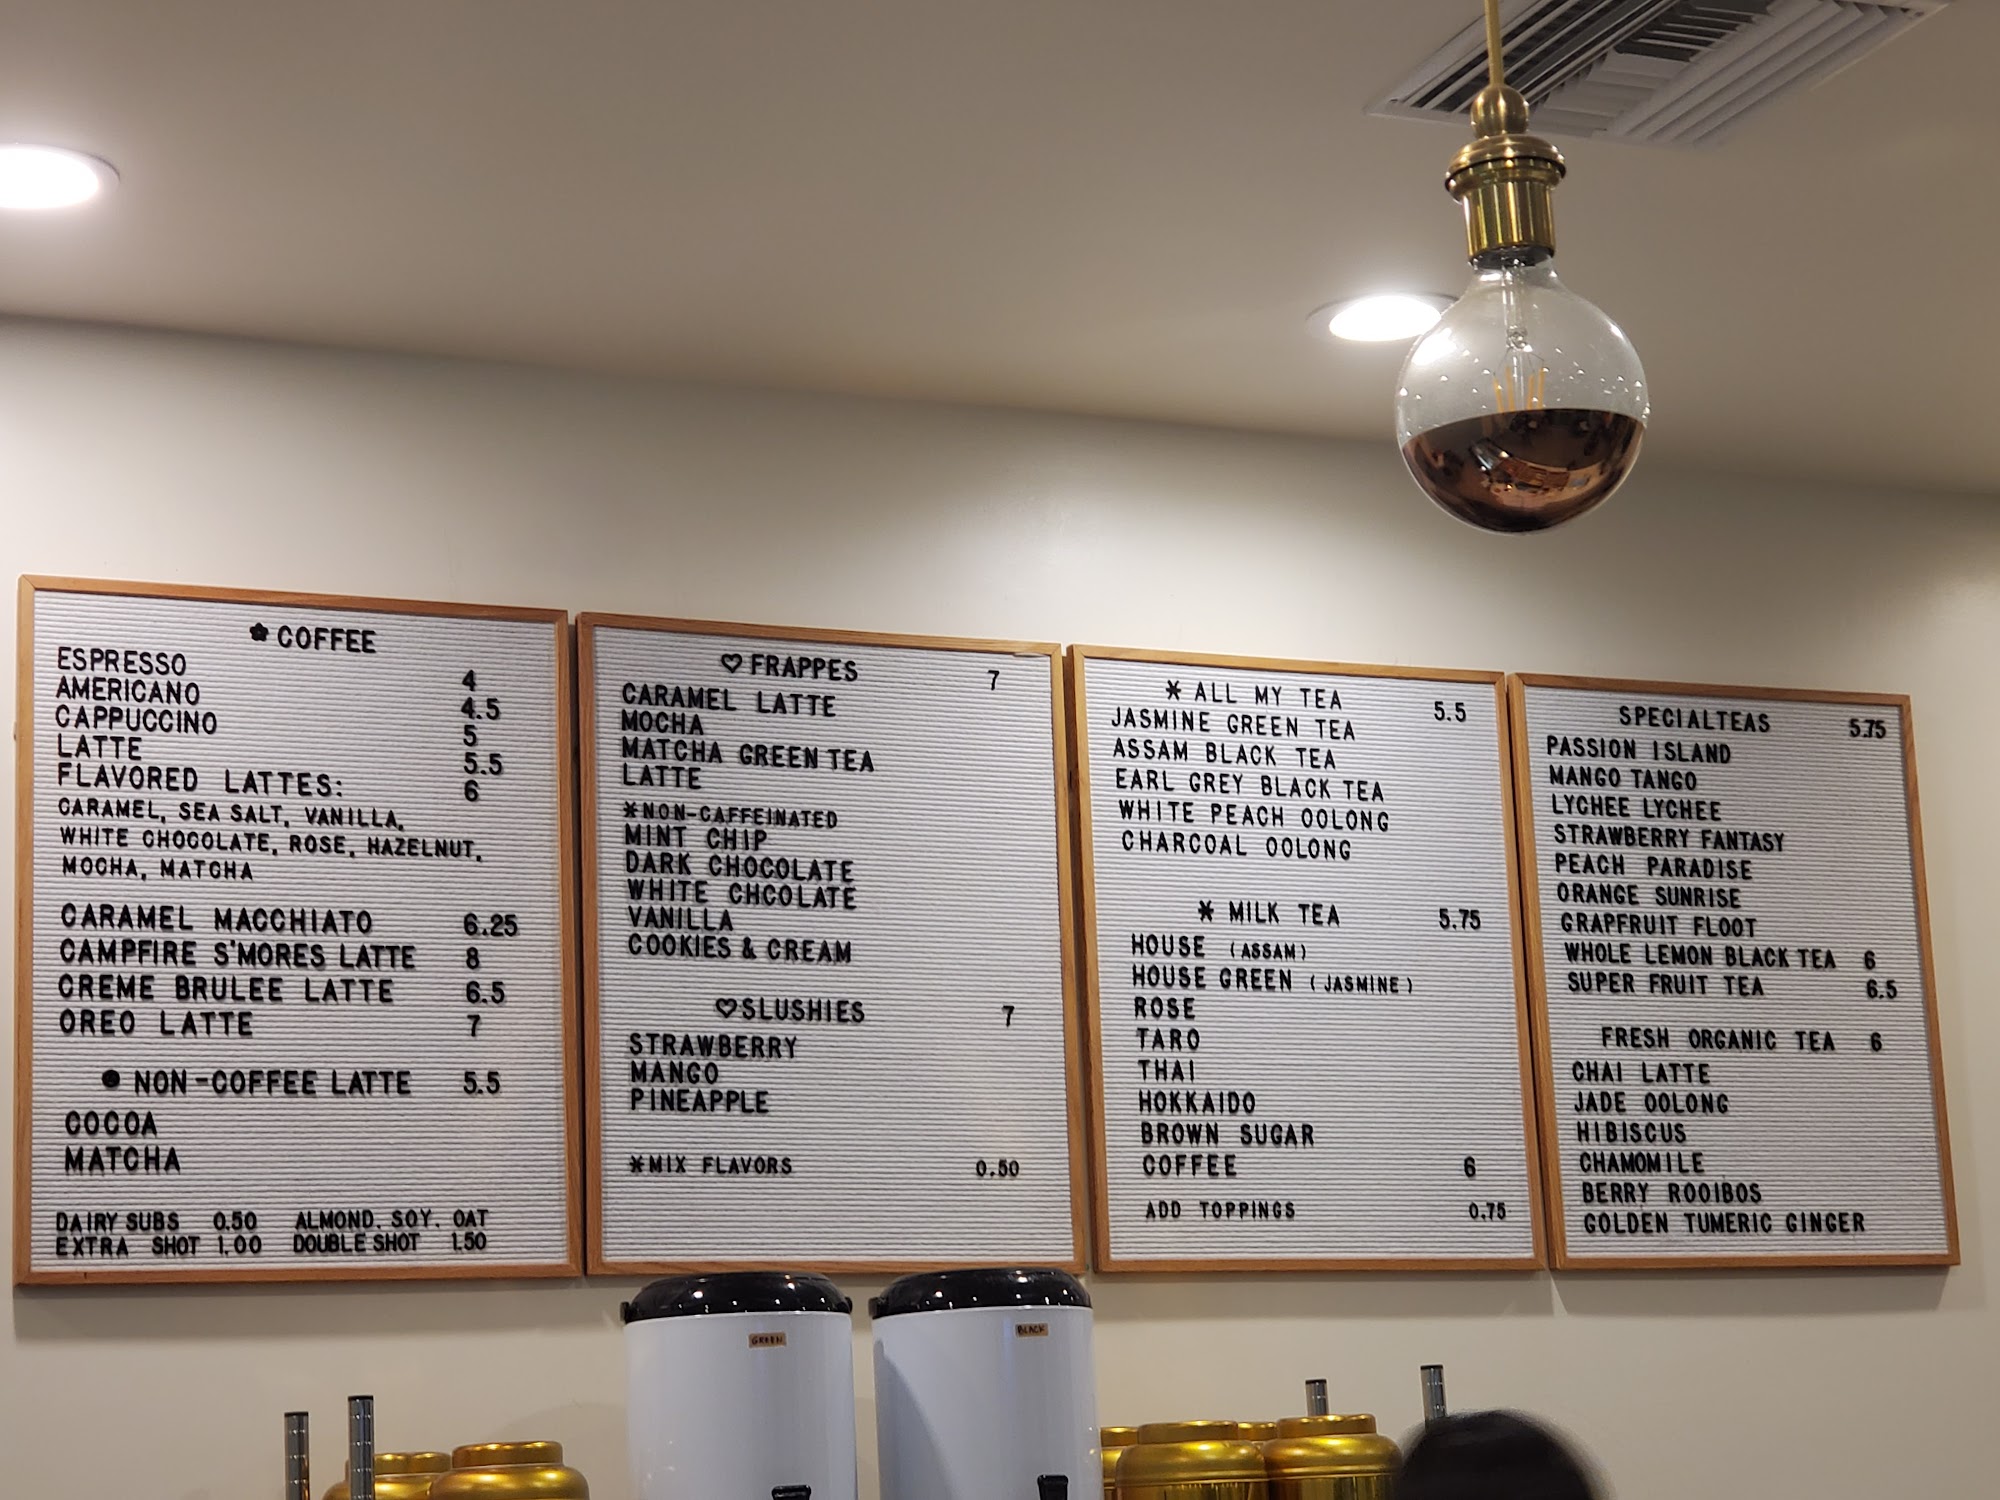 COFFEE
ESPRESSO 4
AMERICANO 4.5
CAPPUCCINO 5
LATTE 5.5
FLAVORED LATTES: 6
CARAMEL, SEA SALT, VANILLA,
WHITE CHOCOLATE, ROSE, HAZELNUT,
MOCHA, MATCHA
CARAMEL MACCHIATO 6.25
CAMPFIRE S'MORES LATTE 8
CREME BRULEE LATTE 6.5
OREO LATTE 7
NON-COFFEE LATTE 5.5
COCOA
MATCHA
DAIRY SUBS 0.50 ALMOND. SOY. OAT
EXTRA SHOT 1.00 DOUBLE SHOT 1.50
♡ FRAPPES 7
CARAMEL LATTE
MOCHA
MATCHA GREEN TEA
LATTE
*NON-CAFFEINATED
MINT CHIP
DARK CHOCOLATE
WHITE CHCOLATE
VANILLA
COOKIES & CREAM
♡SLUSHIES 7
STRAWBERRY
MANGO
PINEAPPLE
*MIX FLAVORS 0.50
* ALL MY TEA 5.5
JASMINE GREEN TEA
ASSAM BLACK TEA
EARL GREY BLACK TEA
WHITE PEACH OOLONG
CHARCOAL OOLONG
* MILK TEA 5.75
HOUSE (ASSAM)
HOUSE GREEN (JASMINE)
ROSE
TARO
THAI
HOKKAIDO
BROWN SUGAR
COFFEE 6
ADD TOPPINGS 0.75
SPECIALTEAS 5.75
PASSION ISLAND
MANGO TANGO
LYCHEE LYCHEE
STRAWBERRY FANTASY
PEACH PARADISE
ORANGE SUNRISE
GRAPFRUIT FLOOT
WHOLE LEMON BLACK TEA 6
SUPER FRUIT TEA 6.5
FRESH ORGANIC TEA 6
CHAI LATTE
JADE OOLONG
HIBISCUS
CHAMOMILE
BERRY ROOIBOS
GOLDEN TUMERIC GINGER
GREEN
BLACK